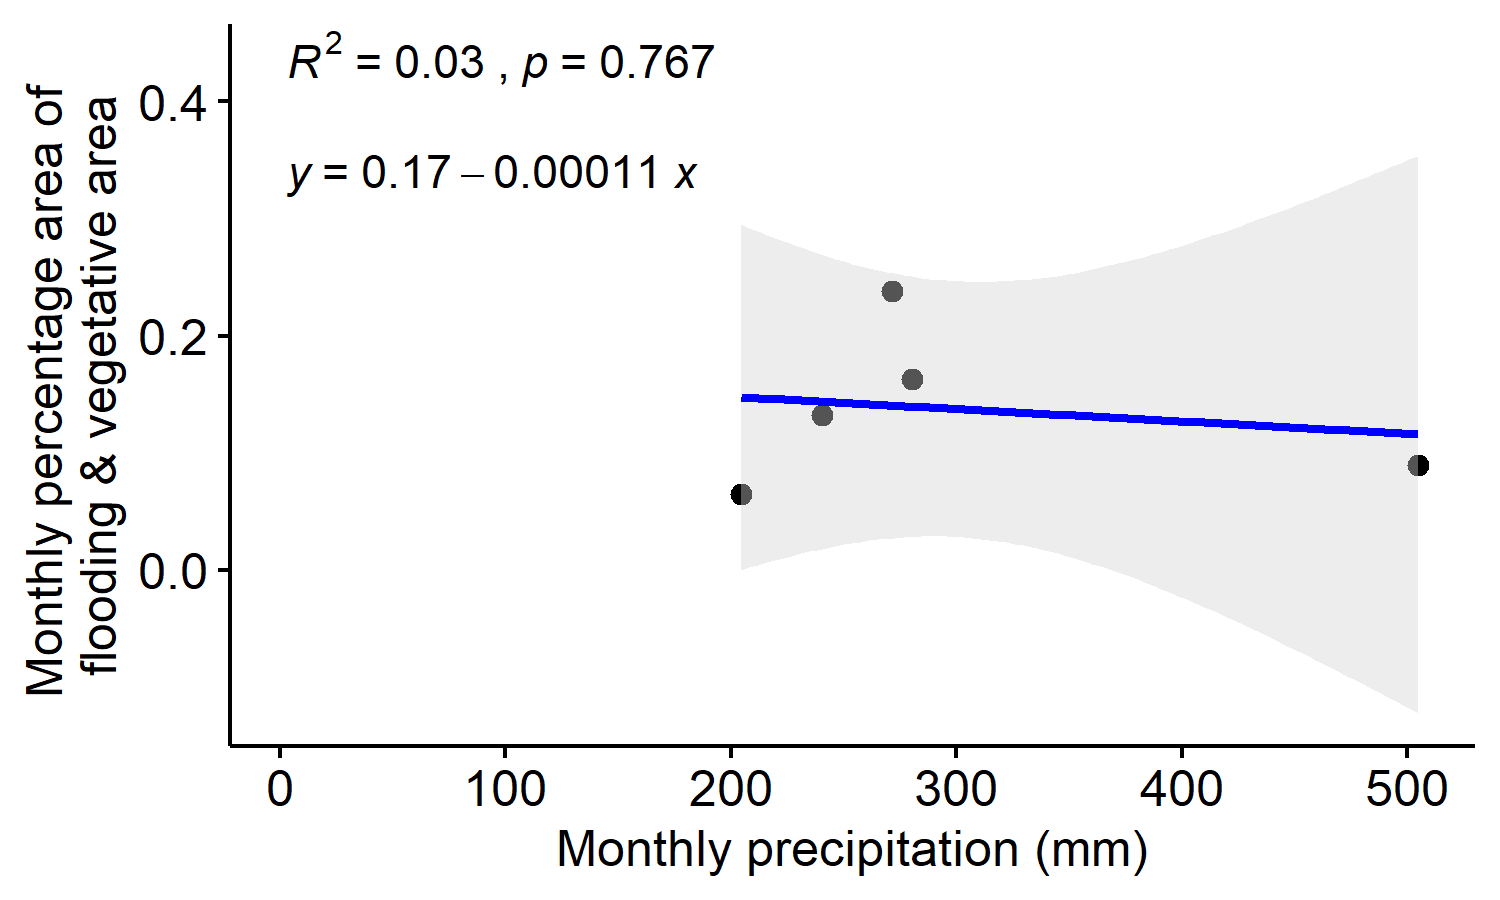 R² = 0.03 , p = 0.767
y = 0.17 – 0.00011 x
Monthly percentage area of
flooding & vegetative area
0.4
0.2
0.0
0 100 200 300 400 500
Monthly precipitation (mm)